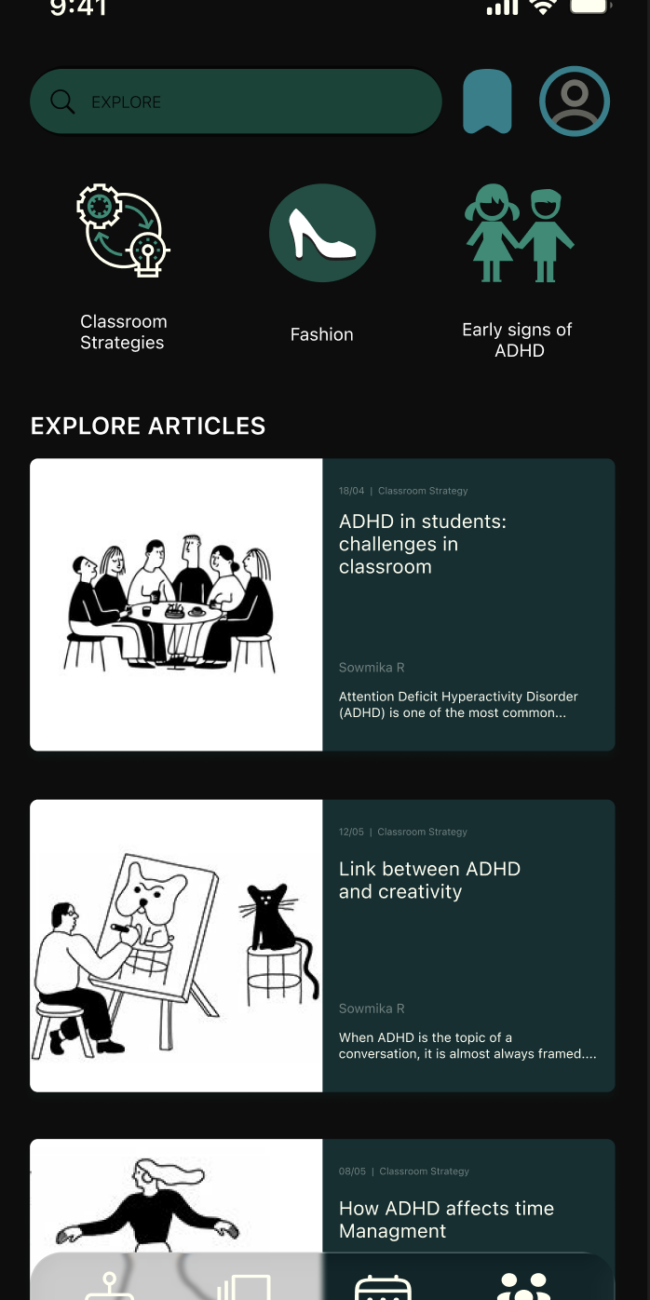 9:41
EXPLORE
Classroom
Strategies
Fashion
Early signs of
ADHD
EXPLORE ARTICLES
18/04 | Classroom Strategy
ADHD in students:
challenges in
classroom
Sowmika R
Attention Deficit Hyperactivity Disorder
(ADHD) is one of the most common...
12/05 | Classroom Strategy
Link between ADHD
and creativity
Sowmika R
When ADHD is the topic of a
conversation, it is almost always framed....
08/05 | Classroom Strategy
How ADHD affects time
Managment